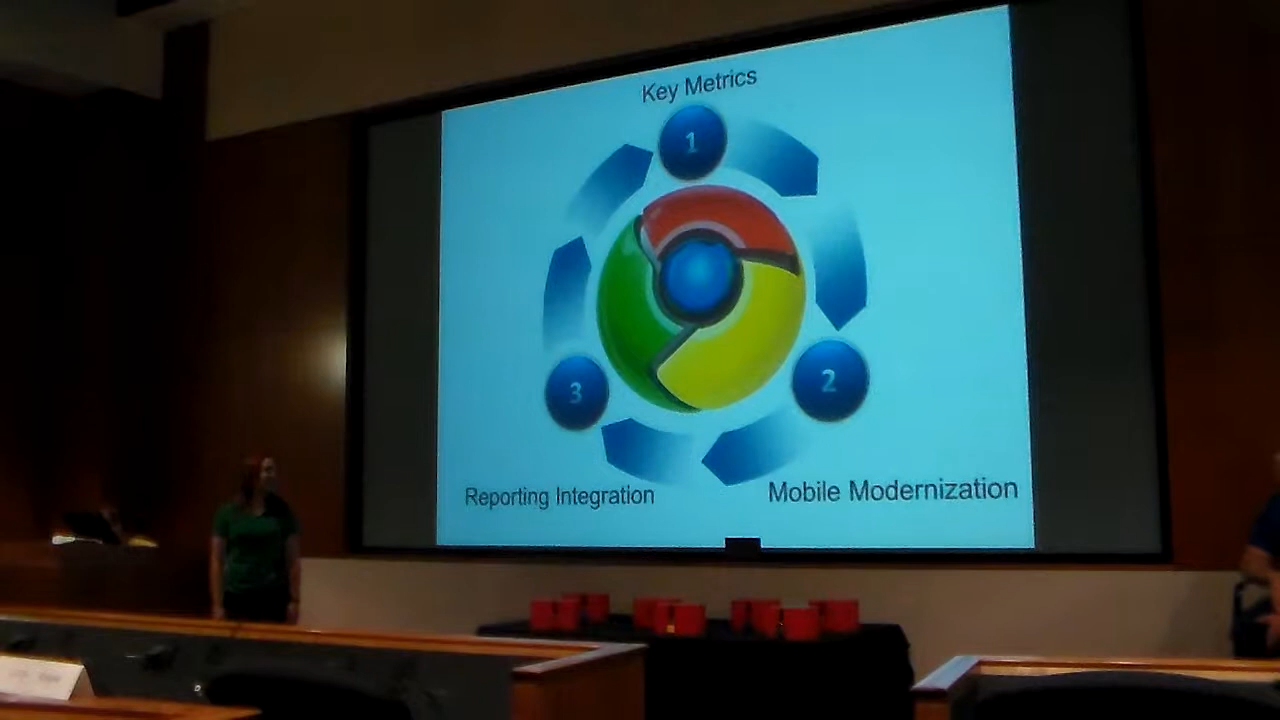 Key Metrics
1
2
3
Reporting Integration
Mobile Modernization